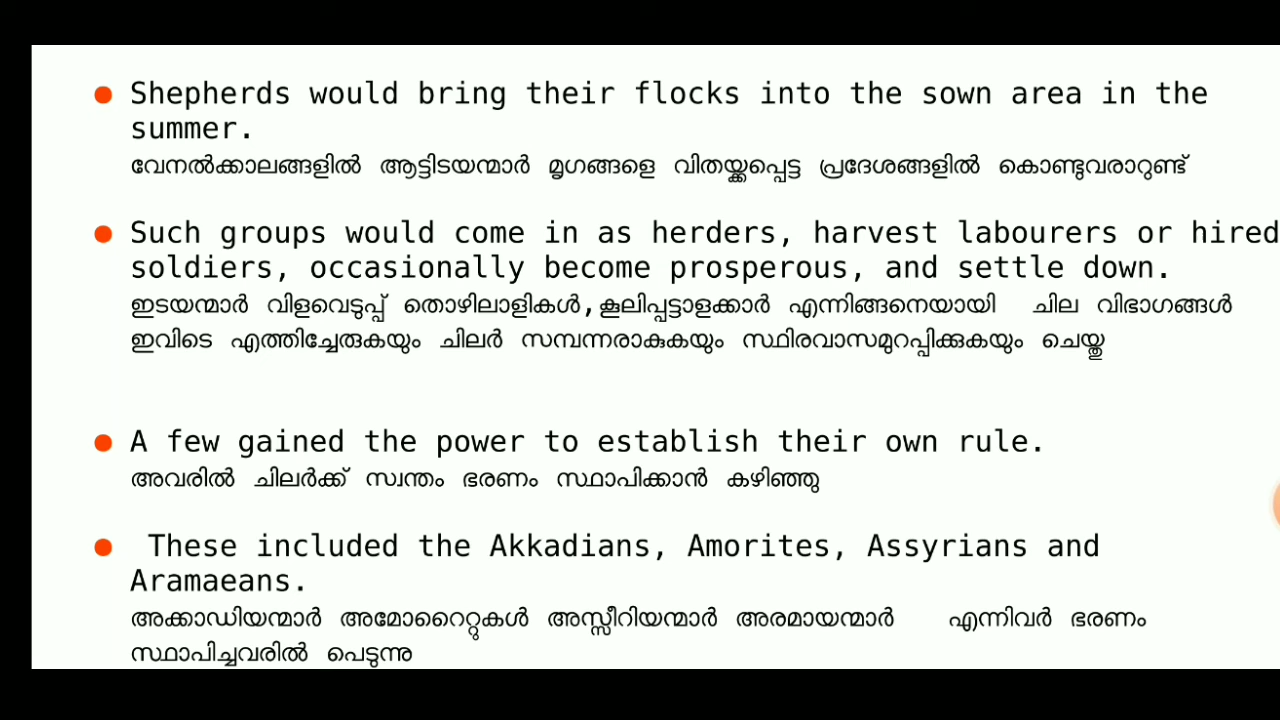 ● Shepherds would bring their flocks into the sown area in the
summer.
വേനൽക്കാലങ്ങളിൽ ആട്ടിടയന്മാർ മൃഗങ്ങളെ വിതയ്ക്കപ്പെട്ട പ്രദേശങ്ങളിൽ കൊണ്ടുവരാറുണ്ട്
● Such groups would come in as herders, harvest labourers or hired
soldiers, occasionally become prosperous, and settle down.
ഇടയന്മാർ വിളവെടുപ്പ് തൊഴിലാളികൾ,കൂലിപ്പട്ടാളക്കാർ എന്നിങ്ങനെയായി ചില വിഭാഗങ്ങൾ
ഇവിടെ എത്തിച്ചേരുകയും ചിലർ സമ്പന്നരാകുകയും സ്ഥിരവാസമുറപ്പിക്കുകയും ചെയ്തു
● A few gained the power to establish their own rule.
അവരിൽ ചിലർക്ക് സ്വന്തം ഭരണം സ്ഥാപിക്കാൻ കഴിഞ്ഞു
● These included the Akkadians, Amorites, Assyrians and
Aramaeans.
അക്കാഡിയന്മാർ അമോറൈറ്റുകൾ അസ്സീറിയന്മാർ അരമായന്മാർ എന്നിവർ ഭരണം
സ്ഥാപിച്ചവരിൽ പെടുന്നു